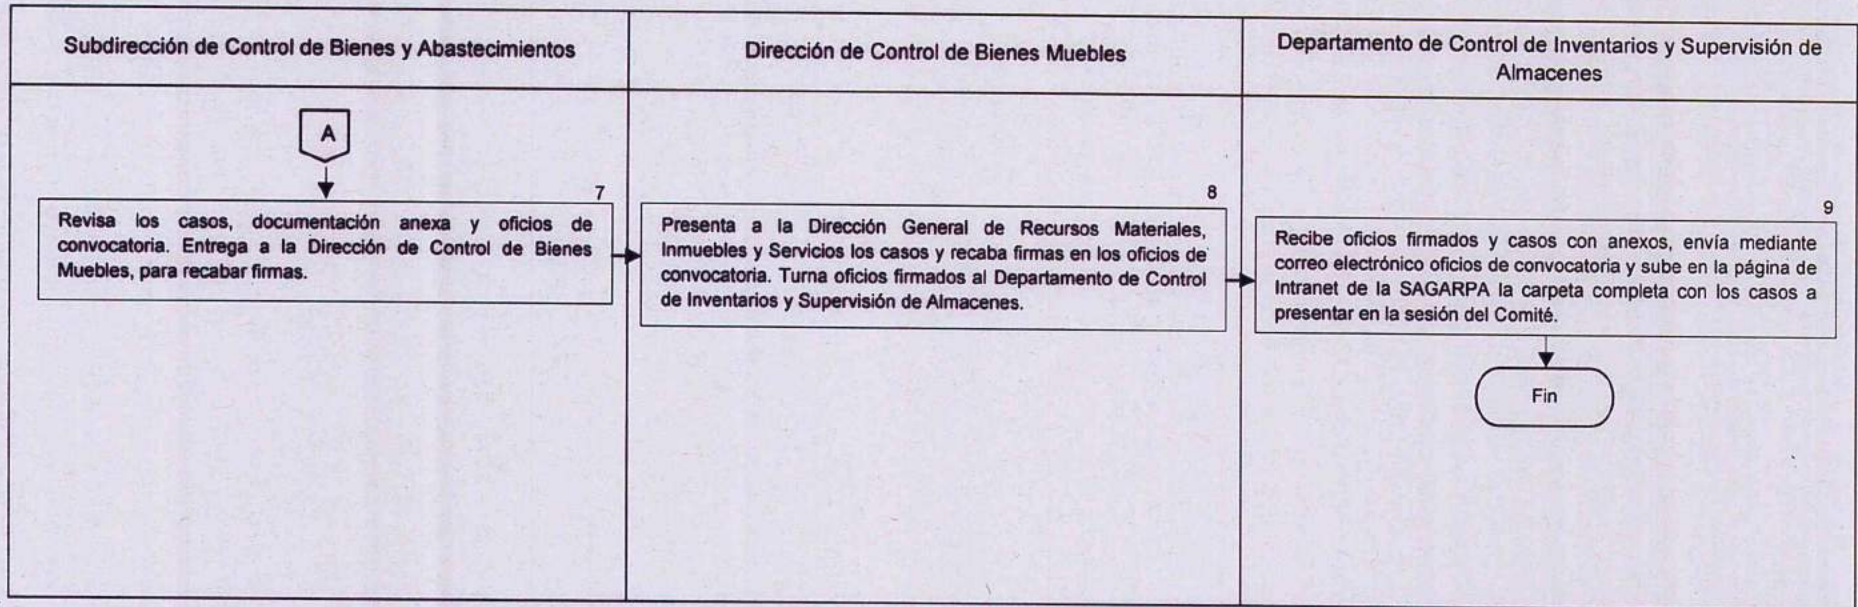 Subdirección de Control de Bienes y Abastecimientos
Dirección de Control de Bienes Muebles
Departamento de Control de Inventarios y Supervisión de
Almacenes
A
7
Revisa los casos, documentación anexa y oficios de
convocatoria. Entrega a la Dirección de Control de Bienes
Muebles, para recabar firmas.
8
Presenta a la Dirección General de Recursos Materiales,
Inmuebles y Servicios los casos y recaba firmas en los oficios de
convocatoria. Turna oficios firmados al Departamento de Control
de Inventarios y Supervisión de Almacenes.
9
Recibe oficios firmados y casos con anexos, envía mediante
correo electrónico oficios de convocatoria y sube en la página de
Intranet de la SAGARPA la carpeta completa con los casos a
presentar en la sesión del Comité.
Fin